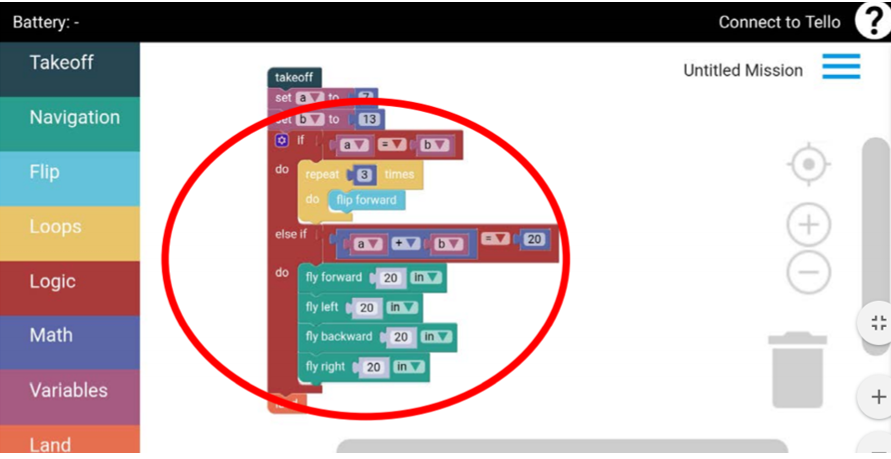 Battery: -
Connect to Tello
?
Takeoff
Navigation
Flip
Loops
Logic
Math
Variables
Land
Untitled Mission
takeoff
set a to 7
set b to 13
if a = b
do repeat 3 times
do flip forward
else if a + b = 20
do fly forward 20 in
fly left 20 in
fly backward 20 in
fly right 20 in